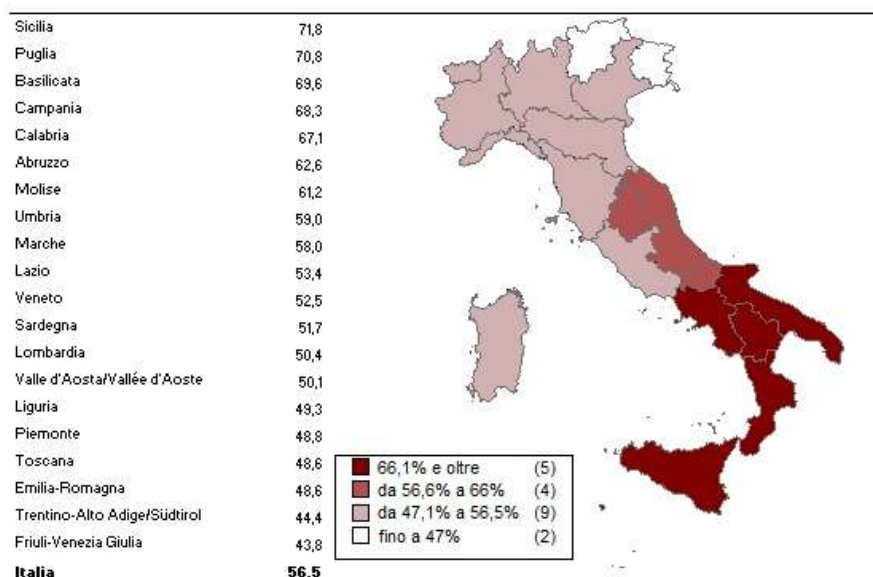 Sicilia 71,8
Puglia 70,8
Basilicata 69,6
Campania 68,3
Calabria 67,1
Abruzzo 62,6
Molise 61,2
Umbria 59,0
Marche 58,0
Lazio 53,4
Veneto 52,5
Sardegna 51,7
Lombardia 50,4
Valle d'Aosta/Vallée d'Aoste 50,1
Liguria 49,3
Piemonte 48,8
Toscana 48,6
Emilia-Romagna 48,6
Trentino-Alto Adige/Südtirol 44,4
Friuli-Venezia Giulia 43,8
Italia 56,5
66,1% e oltre (5)
da 56,6% a 66% (4)
da 47,1% a 56,5% (9)
fino a 47% (2)